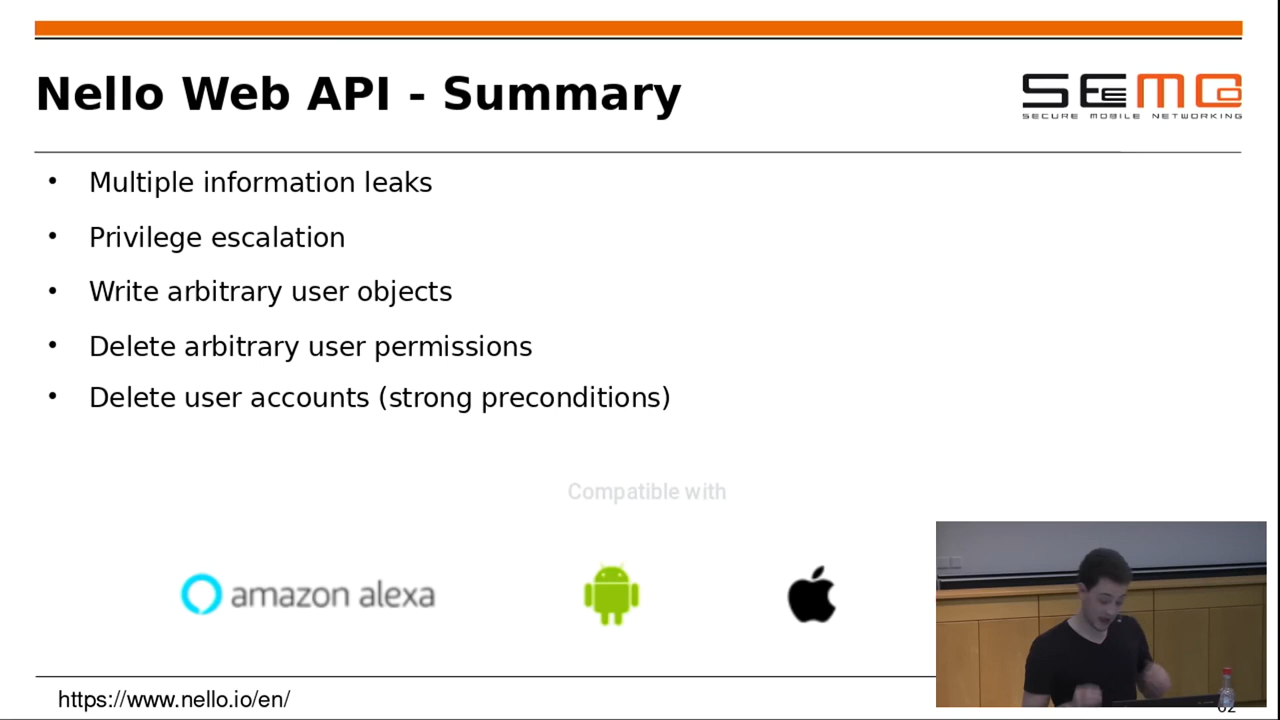 Nello Web API - Summary
SEMOO
SECURE MOBILE NETWORKING
• Multiple information leaks
• Privilege escalation
• Write arbitrary user objects
• Delete arbitrary user permissions
• Delete user accounts (strong preconditions)
Compatible with
amazon alexa
https://www.nello.io/en/